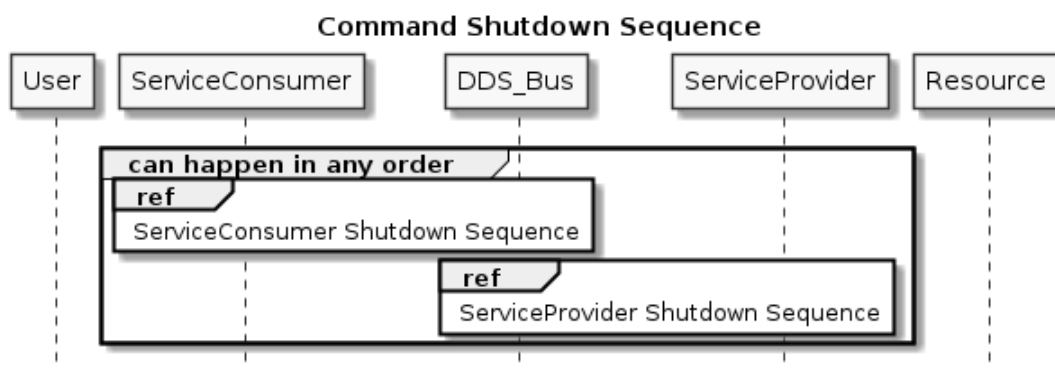 Command Shutdown Sequence
User
ServiceConsumer
DDS_Bus
ServiceProvider
Resource
can happen in any order
ref
ServiceConsumer Shutdown Sequence
ref
ServiceProvider Shutdown Sequence